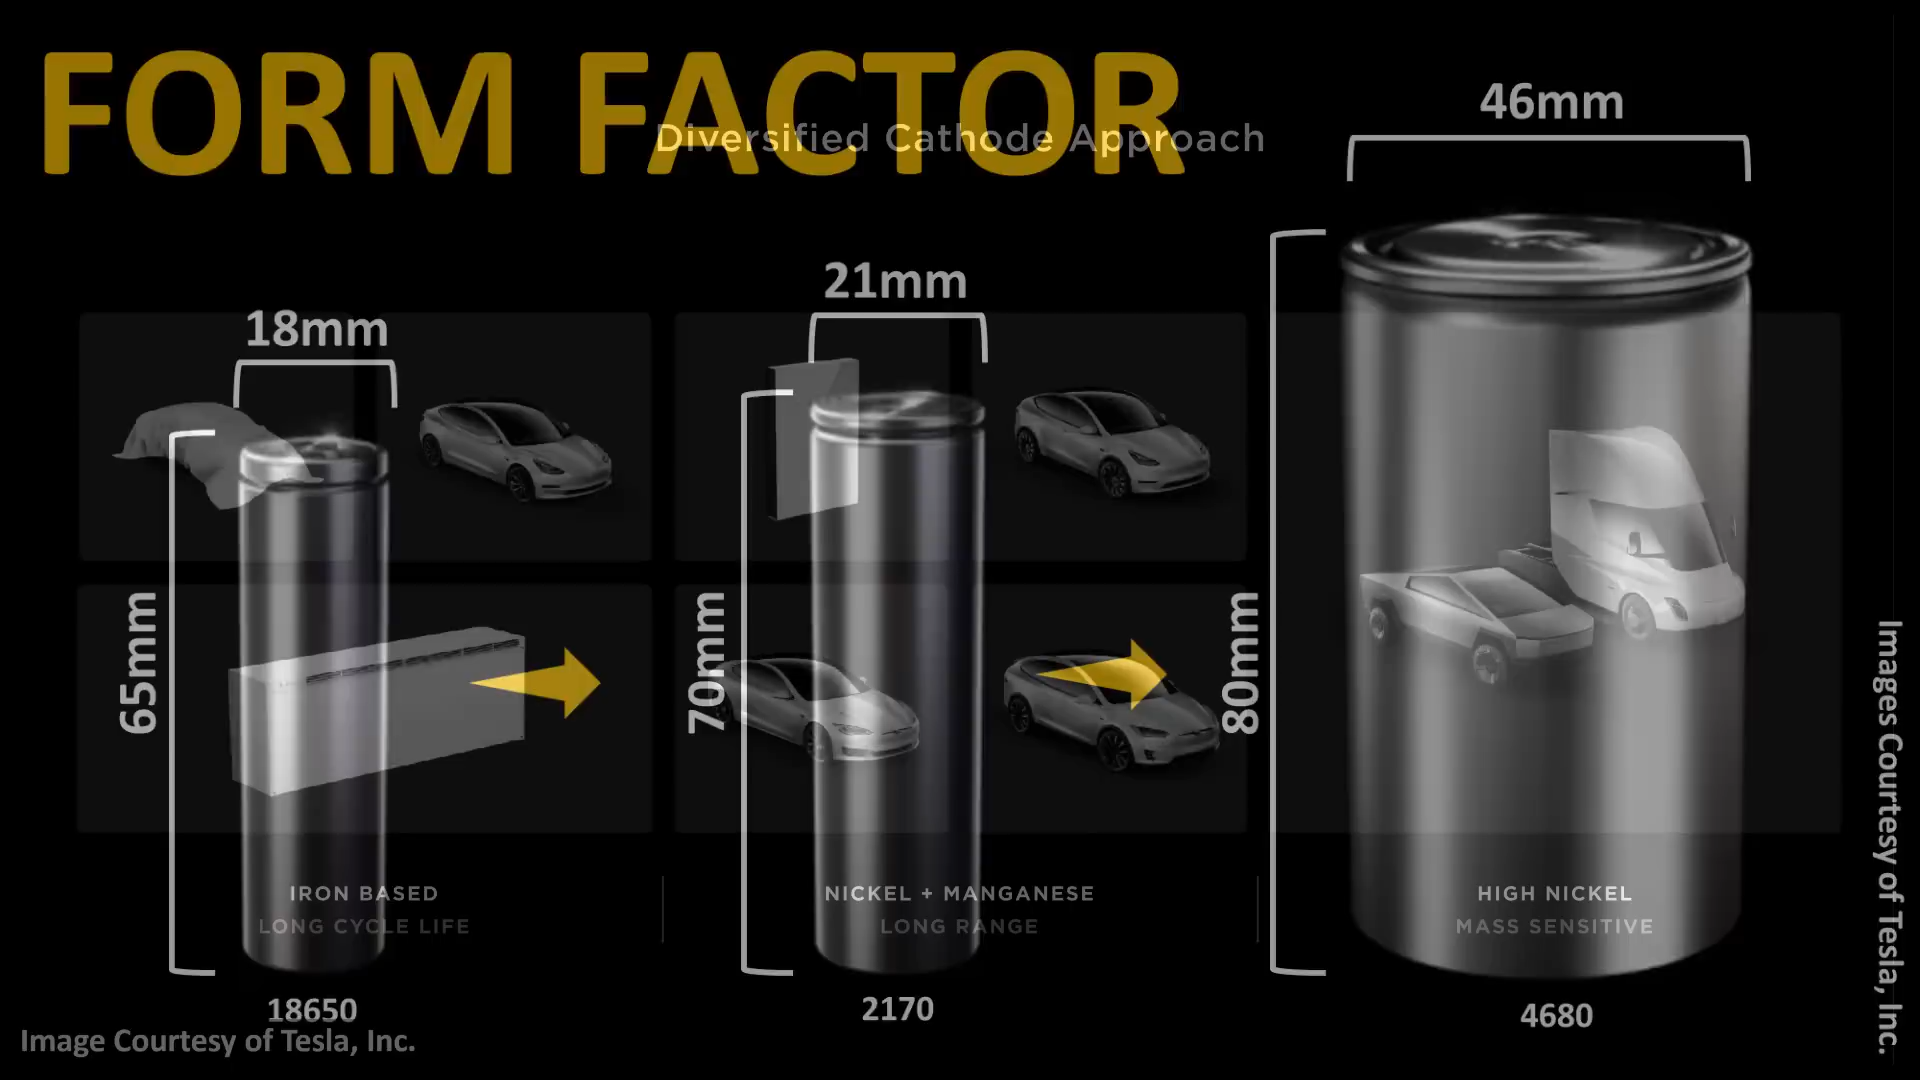 FORM FACTOR
Diversified Cathode Approach
46mm
21mm
18mm
65mm
70mm
80mm
IRON BASED
LONG CYCLE LIFE
NICKEL + MANGANESE
LONG RANGE
HIGH NICKEL
MASS SENSITIVE
18650
2170
4680
Image Courtesy of Tesla, Inc.
Images Courtesy of Tesla, Inc.